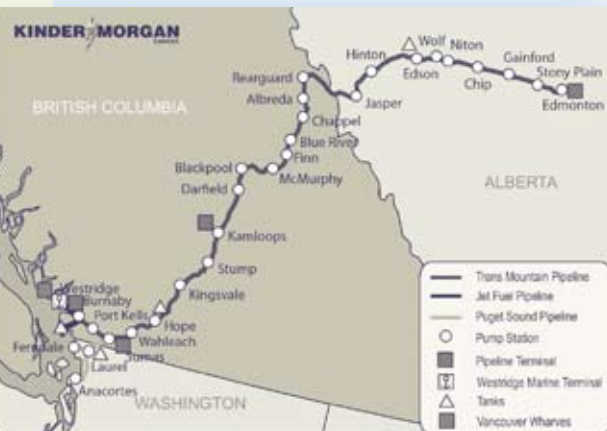 KINDER MORGAN
CANADA
BRITISH COLUMBIA
ALBERTA
WASHINGTON
Hinton
Wolf
Niton
Edson
Gainford
Chip
Stony Plain
Edmonton
Jasper
Rearguard
Albreda
Chappel
Blue River
Finn
McMurphy
Blackpool
Darfield
Kamloops
Stump
Kingsvale
Hope
Wahleach
Port Kells
Sumas
Westridge
Burnaby
Ferndale
Laurel
Anacortes
Trans Mountain Pipeline
Jet Fuel Pipeline
Puget Sound Pipeline
Pump Station
Pipeline Terminal
Westridge Marine Terminal
Tanks
Vancouver Wharves